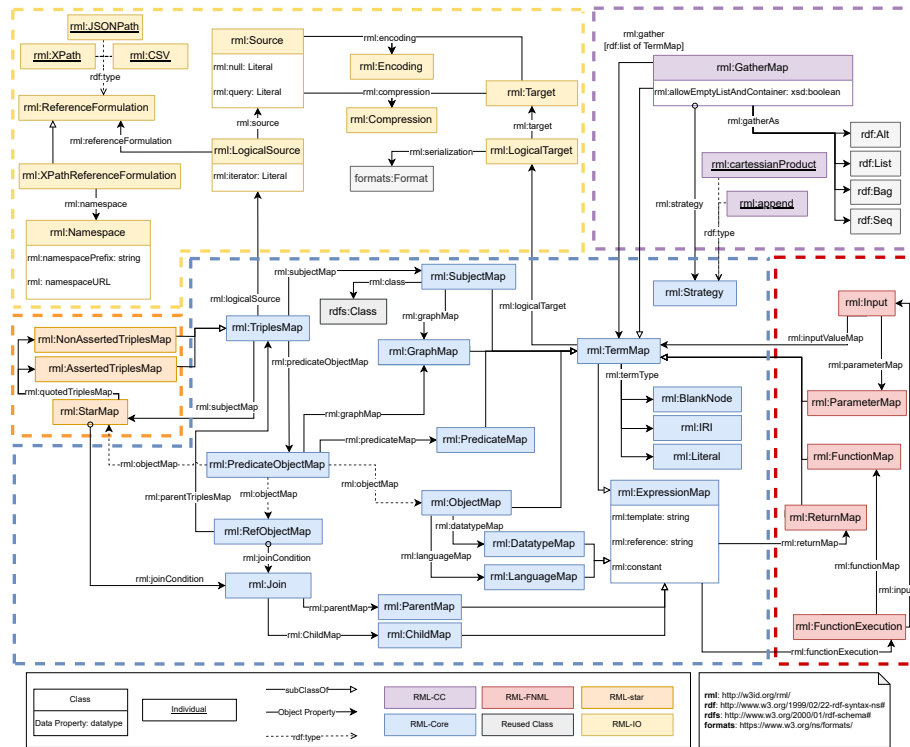 rml:JSONPath
rml:XPath
rml:CSV
rdf:type
rml:ReferenceFormulation
rml:referenceFormulation
rml:XPathReferenceFormulation
rml:namespace
rml:Namespace
rml:namespacePrefix: string
rml: namespaceURL
rml:Source
rml:null: Literal
rml:query: Literal
rml:source
rml:LogicalSource
rml:iterator: Literal
rml:encoding
rml:Encoding
rml:compression
rml:Compression
rml:Target
rml:target
rml:serialization
rml:LogicalTarget
formats:Format
rml:gather
[rdf:list of TermMap]
rml:GatherMap
rml:allowEmptyListAndContainer: xsd:boolean
rml:gatherAs
rdf:Alt
rdf:List
rdf:Bag
rdf:Seq
rml:cartessianProduct
rml:append
rml:strategy
rdf:type
rml:Strategy
rml:logicalSource
rml:subjectMap
rml:SubjectMap
rml:class
rdfs:Class
rml:graphMap
rml:logicalTarget
rml:TriplesMap
rml:GraphMap
rml:TermMap
rml:predicateObjectMap
rml:NonAssertedTriplesMap
rml:AssertedTriplesMap
rml:quotedTriplesMap
rml:StarMap
rml:subjectMap
rml:graphMap
rml:termType
rml:BlankNode
rml:IRI
rml:Literal
rml:Input
rml:inputValueMap
rml:parameterMap
rml:ParameterMap
rml:FunctionMap
rml:predicateMap
rml:PredicateMap
rml:objectMap
rml:PredicateObjectMap
rml:objectMap
rml:objectMap
rml:parentTriplesMap
rml:RefObjectMap
rml:ObjectMap
rml:datatypeMap
rml:DatatypeMap
rml:languageMap
rml:LanguageMap
rml:ExpressionMap
rml:template: string
rml:reference: string
rml:constant
rml:ReturnMap
rml:returnMap
rml:functionMap
rml:input
rml:joinCondition
rml:joinCondition
rml:Join
rml:parentMap
rml:ParentMap
rml:ChildMap
rml:ChildMap
rml:FunctionExecution
rml:functionExecution
Class
Data Property: datatype
Individual
subClassOf
Object Property
rdf:type
RML-CC
RML-FNML
RML-star
RML-Core
Reused Class
RML-IO
rml: http://w3id.org/rml/
rdf: http://www.w3.org/1999/02/22-rdf-syntax-ns#
rdfs: http://www.w3.org/2000/01/rdf-schema#
formats: https://www.w3.org/ns/formats/